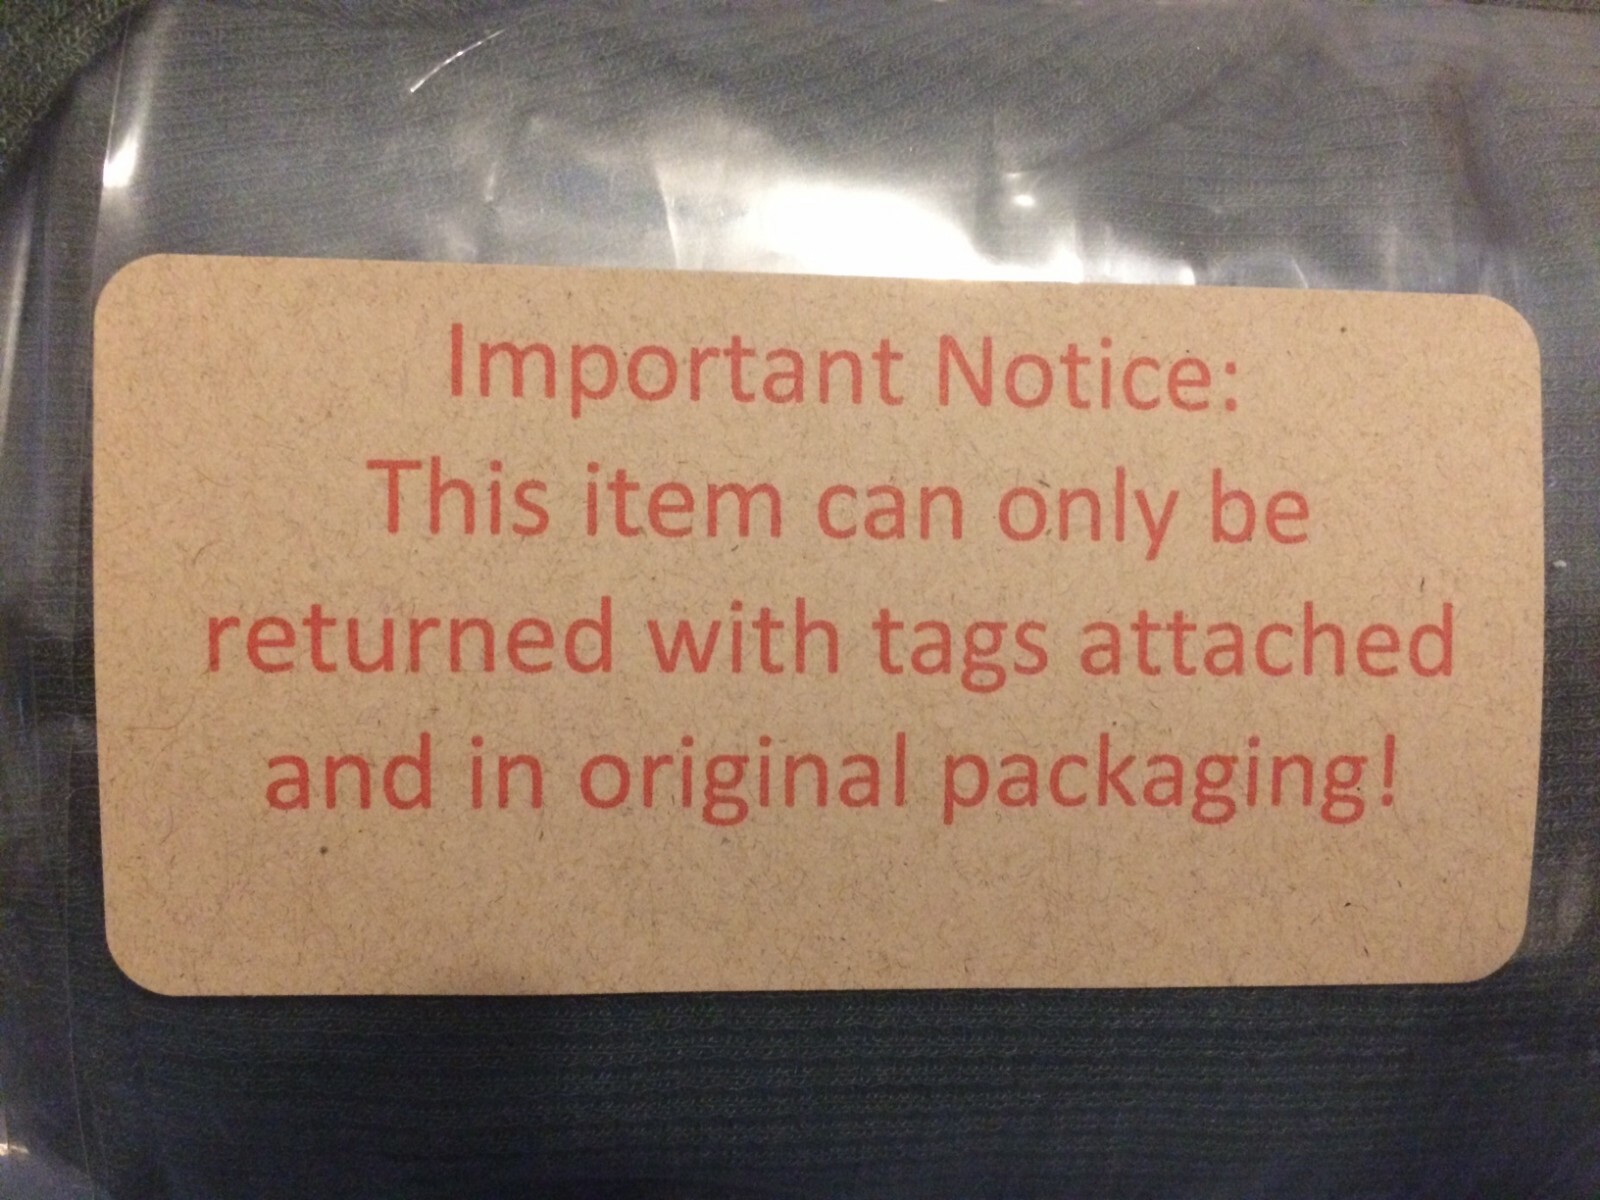 Important Notice:
This item can only be
returned with tags attached
and in original packaging!